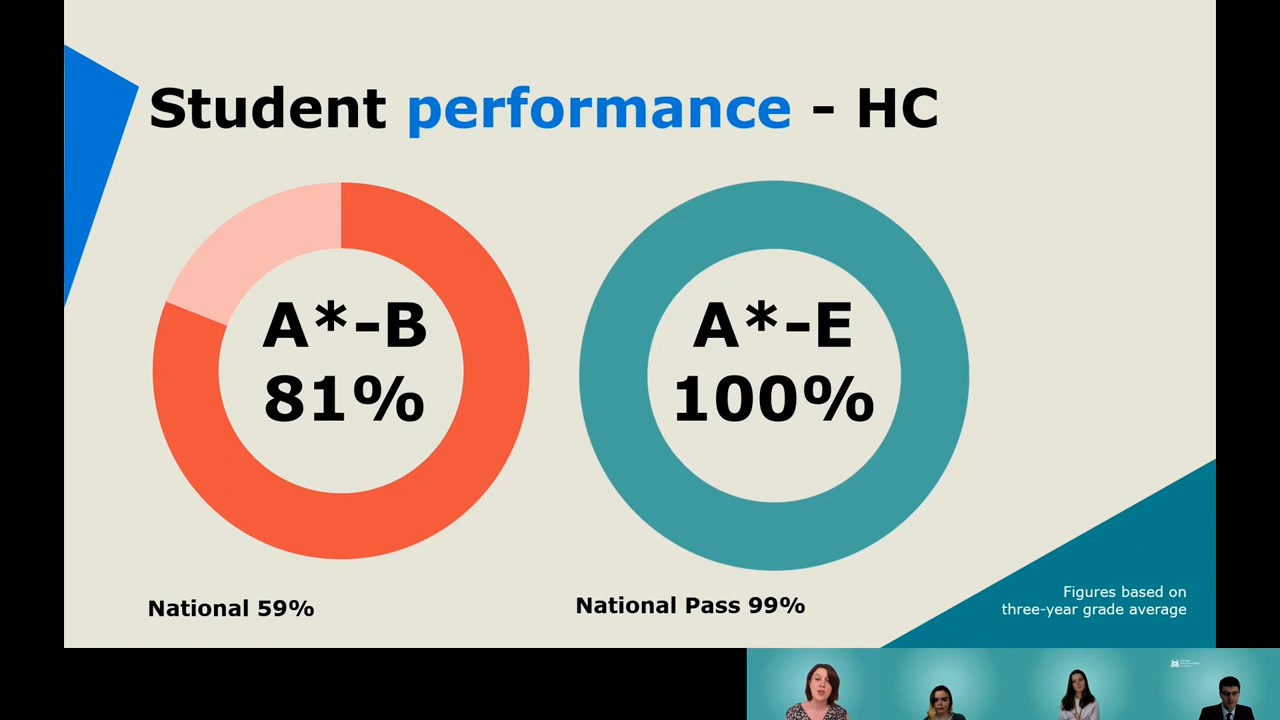 Student performance - HC
A*-B
81%
A*-E
100%
National 59%
National Pass 99%
Figures based on
three-year grade average